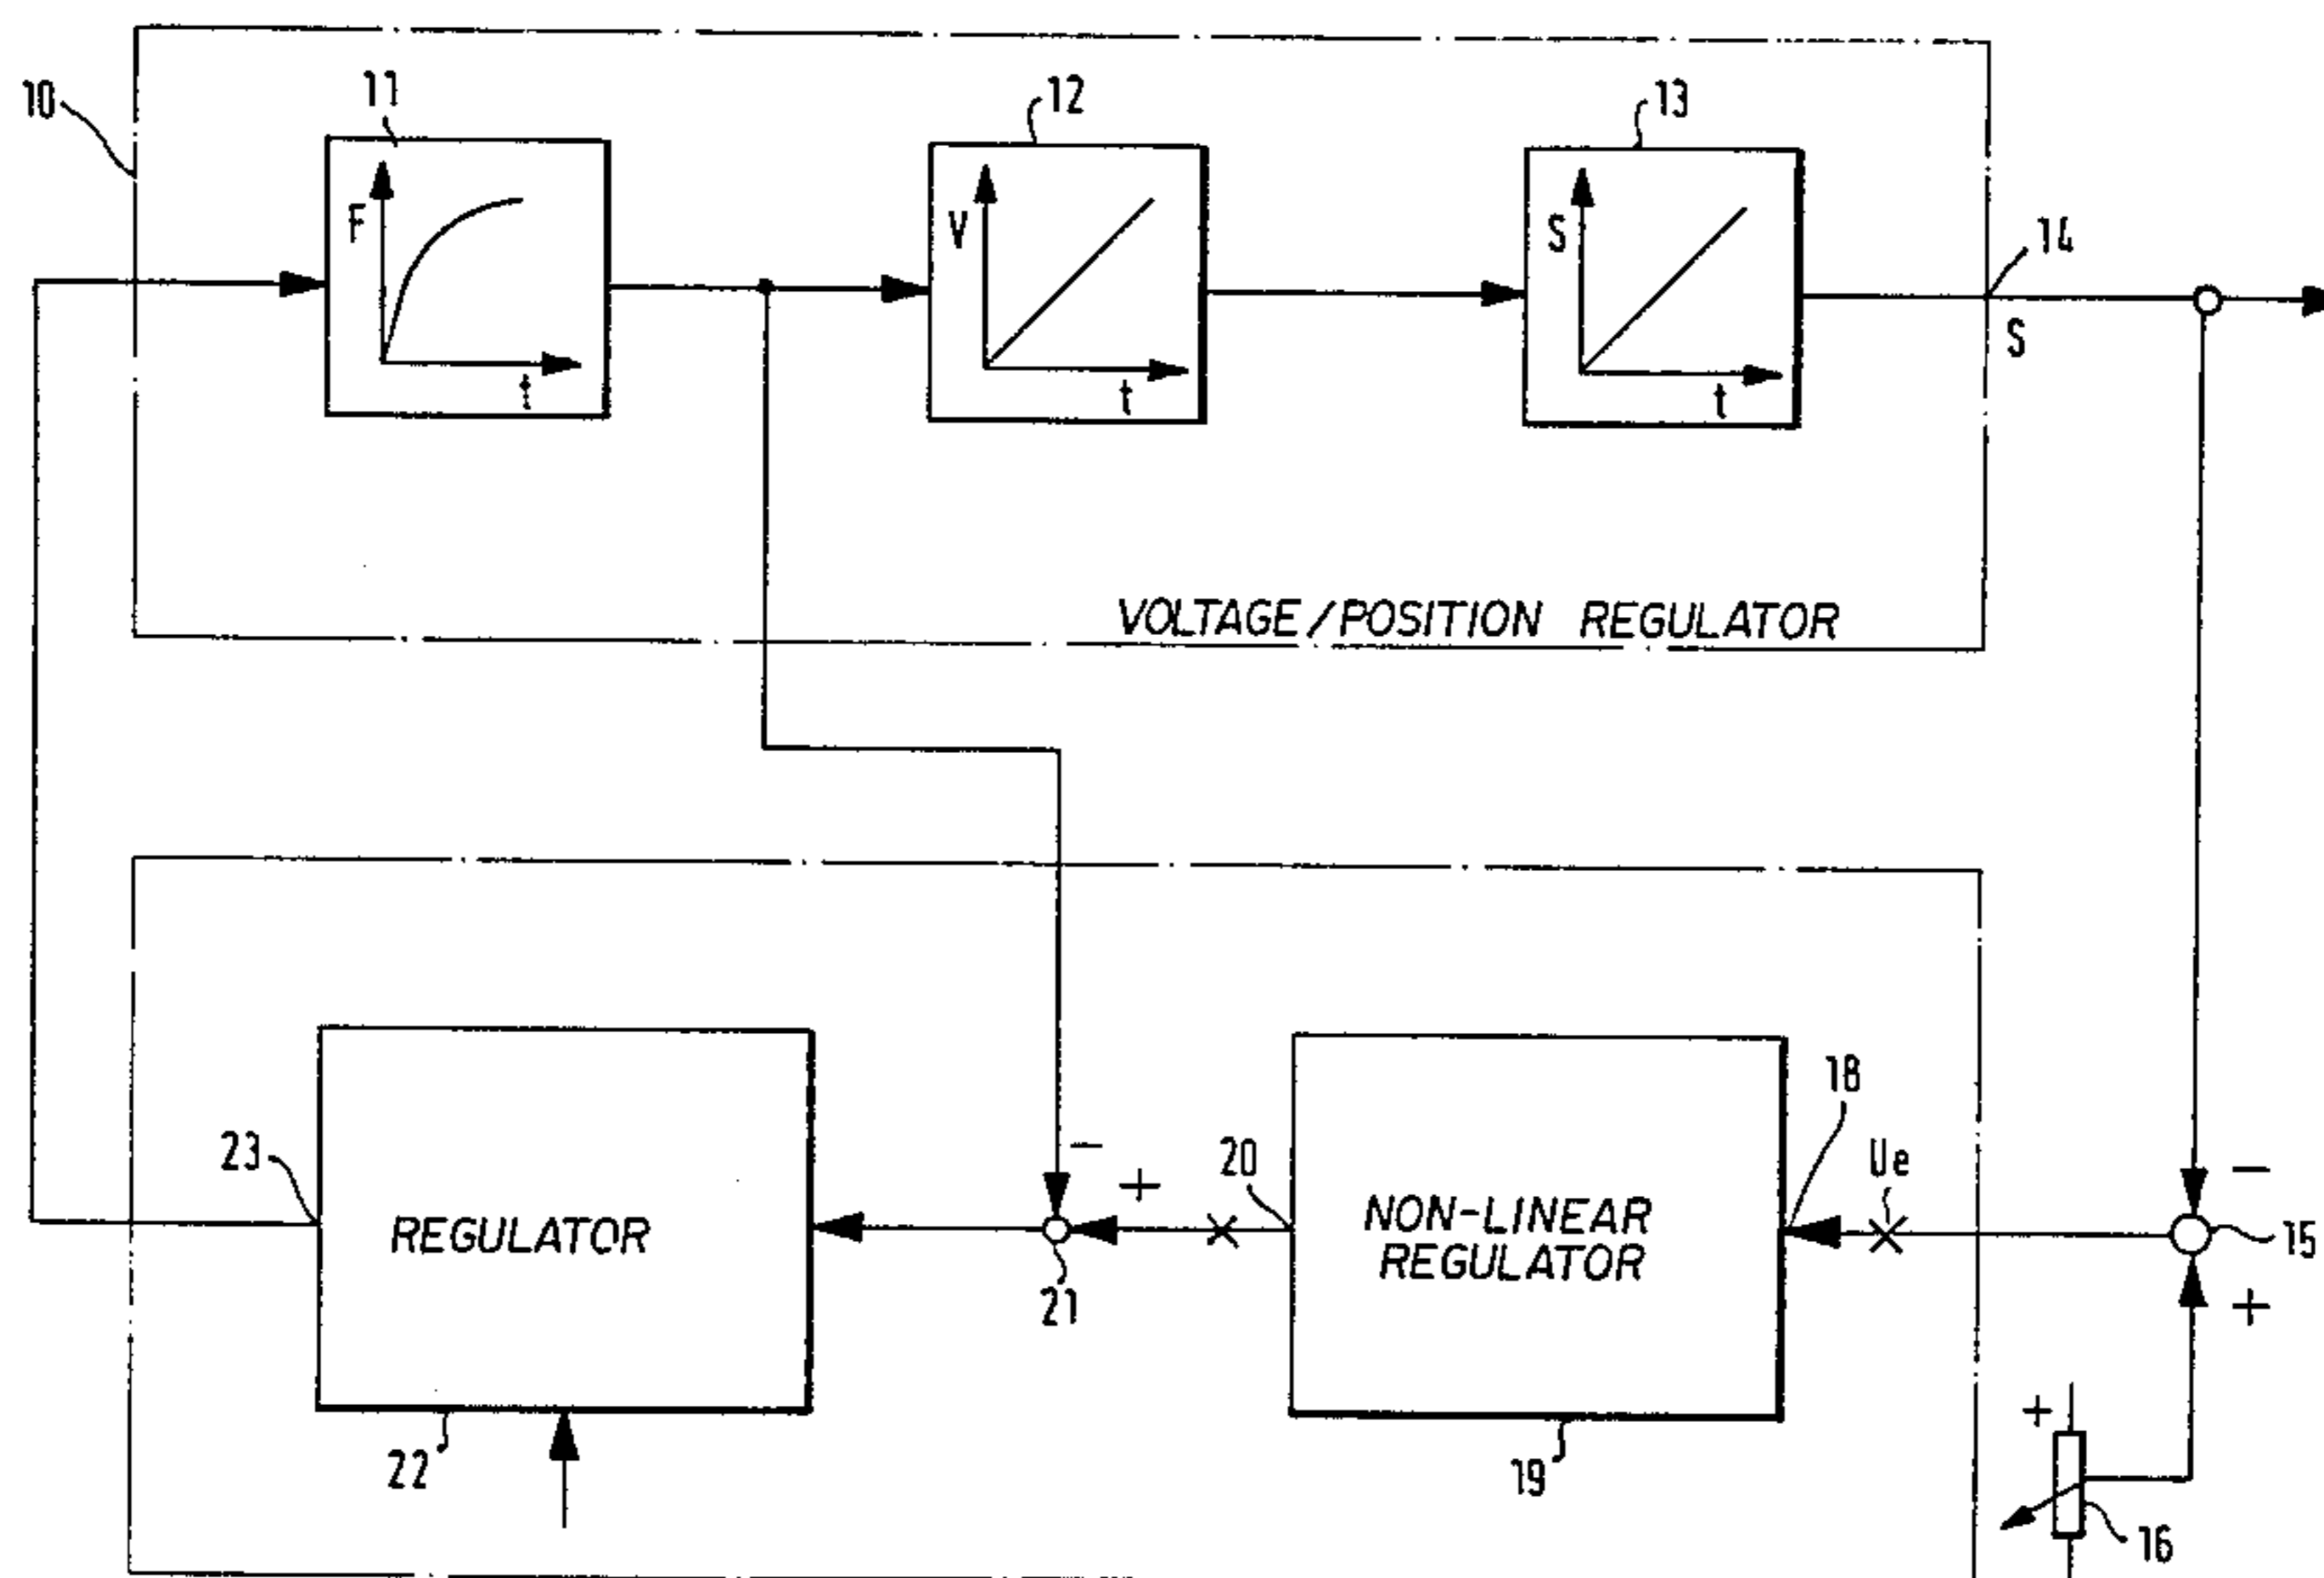 10
11
12
13
F
t
V
t
S
t
14
S
VOLTAGE/POSITION REGULATOR
23
REGULATOR
22
-
+
21
20
NON-LINEAR
REGULATOR
19
18
Ue
-
15
+
+
16